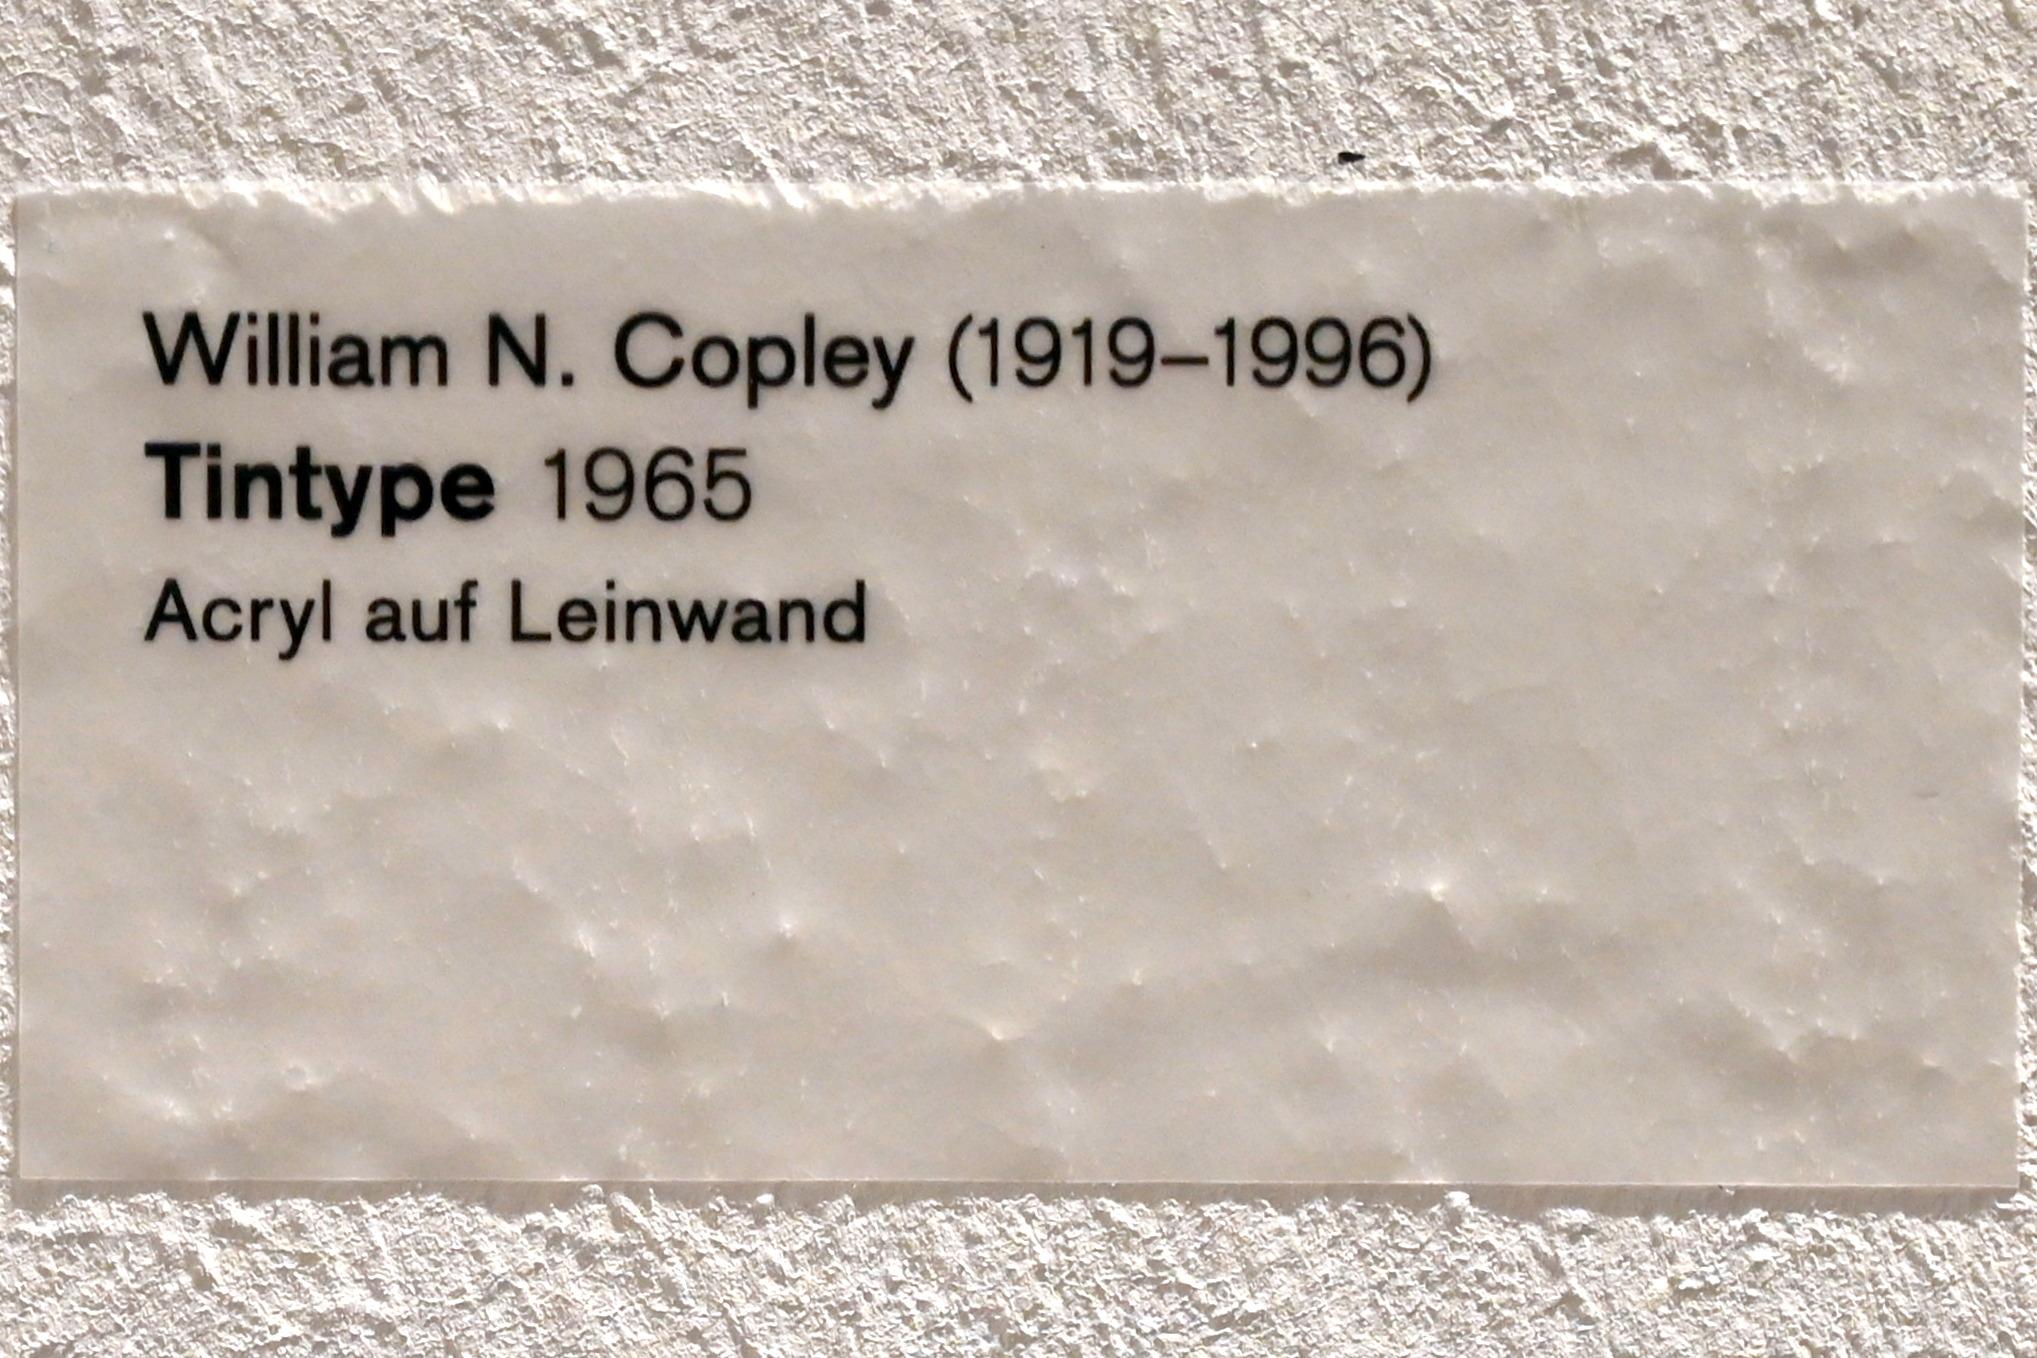 William N. Copley (1919–1996)
Tintype 1965
Acryl auf Leinwand